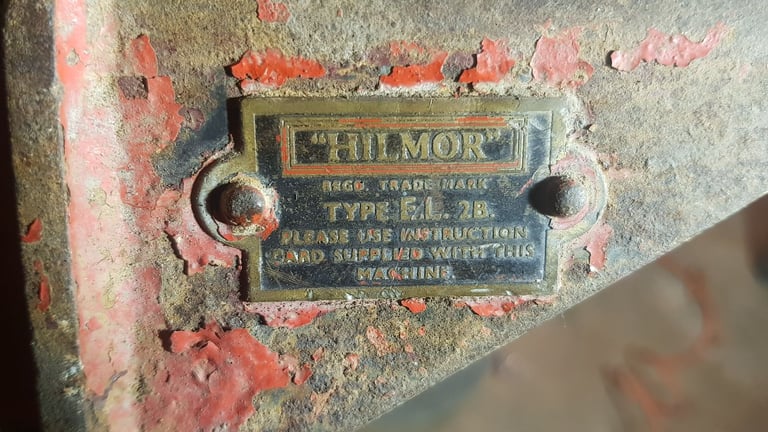 "HILMOR"
REGD. TRADE MARK
TYPE E.L. 2B.
PLEASE USE INSTRUCTION
CARD SUPPLIED WITH THIS
MACHINE.